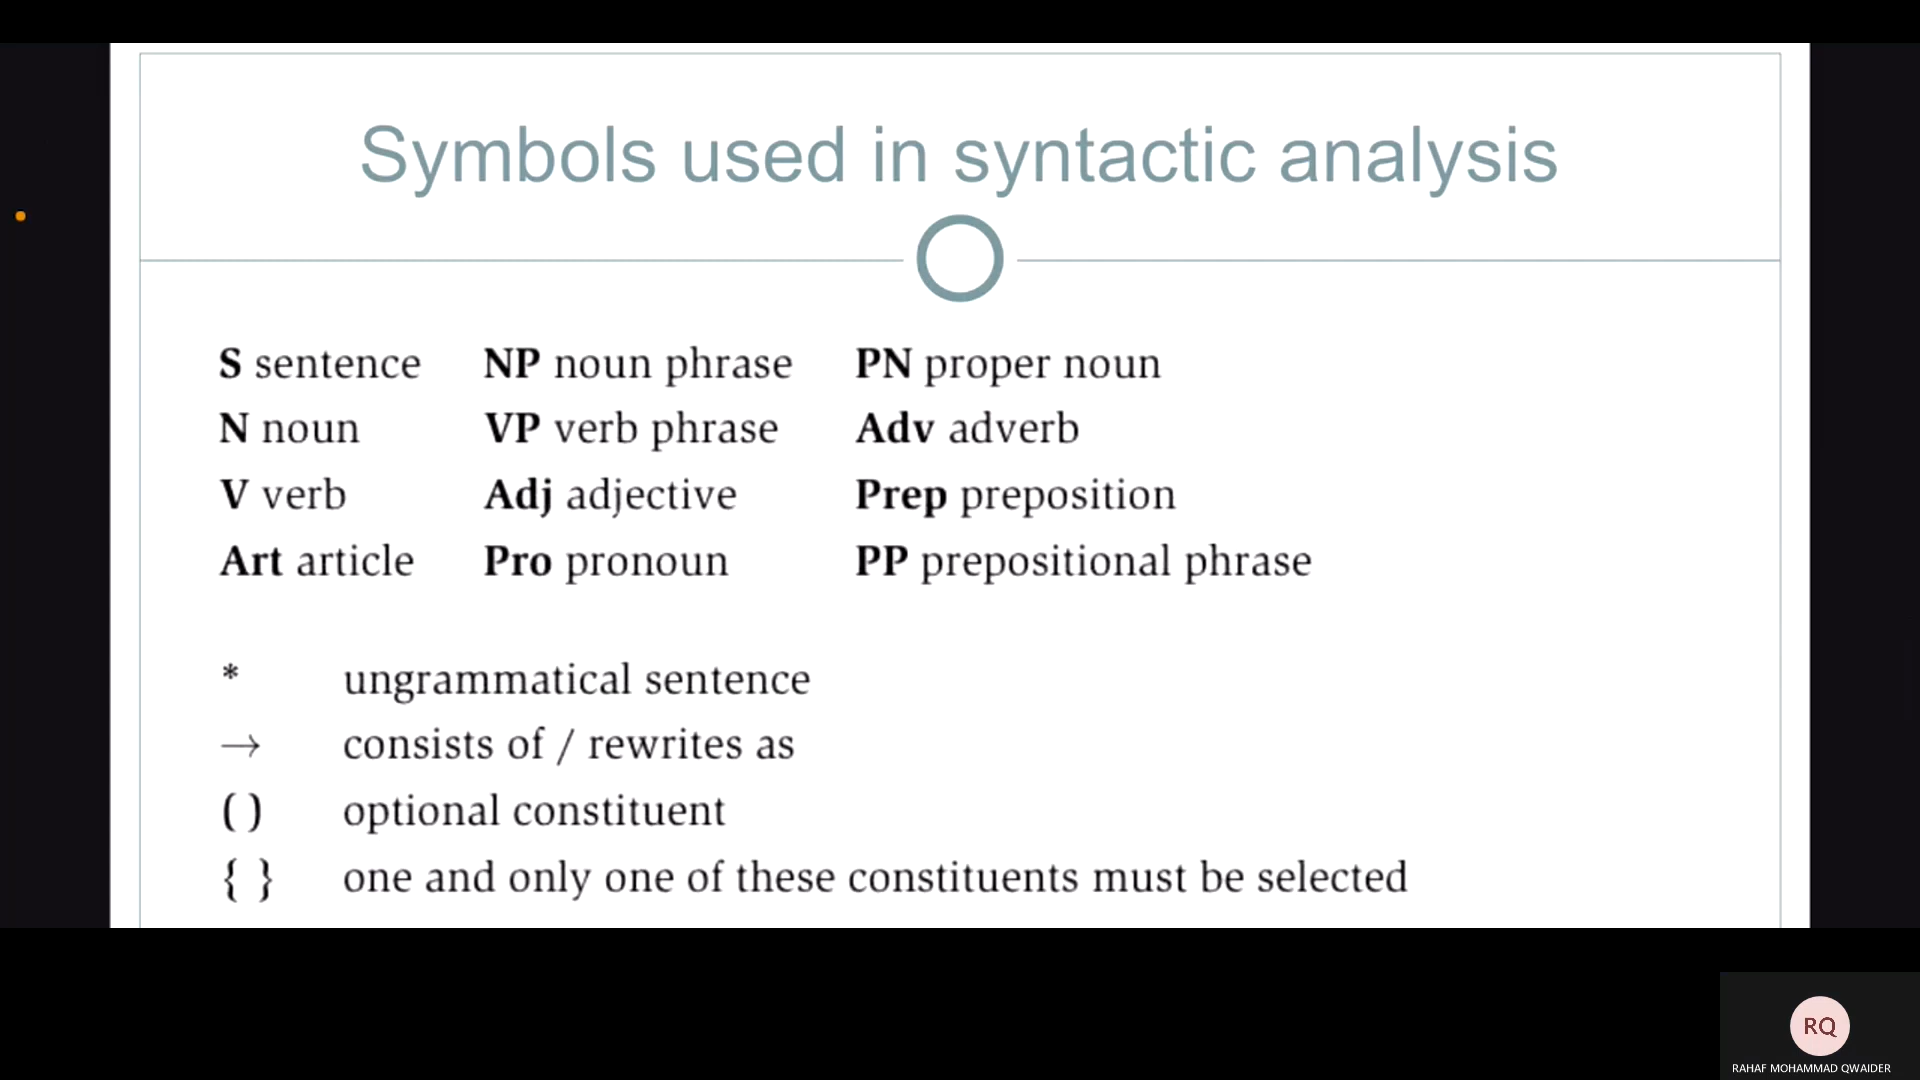 Symbols used in syntactic analysis
S sentence NP noun phrase PN proper noun
N noun VP verb phrase Adv adverb
V verb Adj adjective Prep preposition
Art article Pro pronoun PP prepositional phrase
* ungrammatical sentence
→ consists of / rewrites as
( ) optional constituent
{ } one and only one of these constituents must be selected
RQ
RAHAF MOHAMMAD QWAIDER